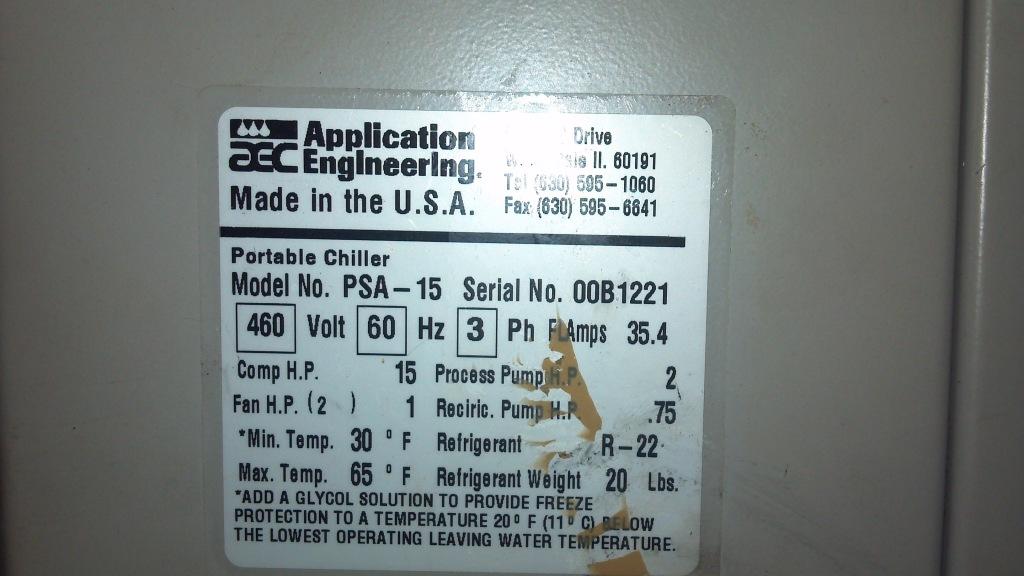 AEC Application Engineering.
Made in the U.S.A.
Drive
Il. 60191
Tel (630) 595-1060
Fax (630) 595-6641
Portable Chiller
Model No. PSA-15 Serial No. 00B1221
460 Volt 60 Hz 3 Ph FLAmps 35.4
Comp H.P. 15 Process Pump H.P. 2
Fan H.P. (2 ) 1 Reciric. Pump H.P. .75
*Min. Temp. 30 ° F Refrigerant R-22
Max. Temp. 65 ° F Refrigerant Weight 20 Lbs.
*ADD A GLYCOL SOLUTION TO PROVIDE FREEZE
PROTECTION TO A TEMPERATURE 20° F (11° C) BELOW
THE LOWEST OPERATING LEAVING WATER TEMPERATURE.